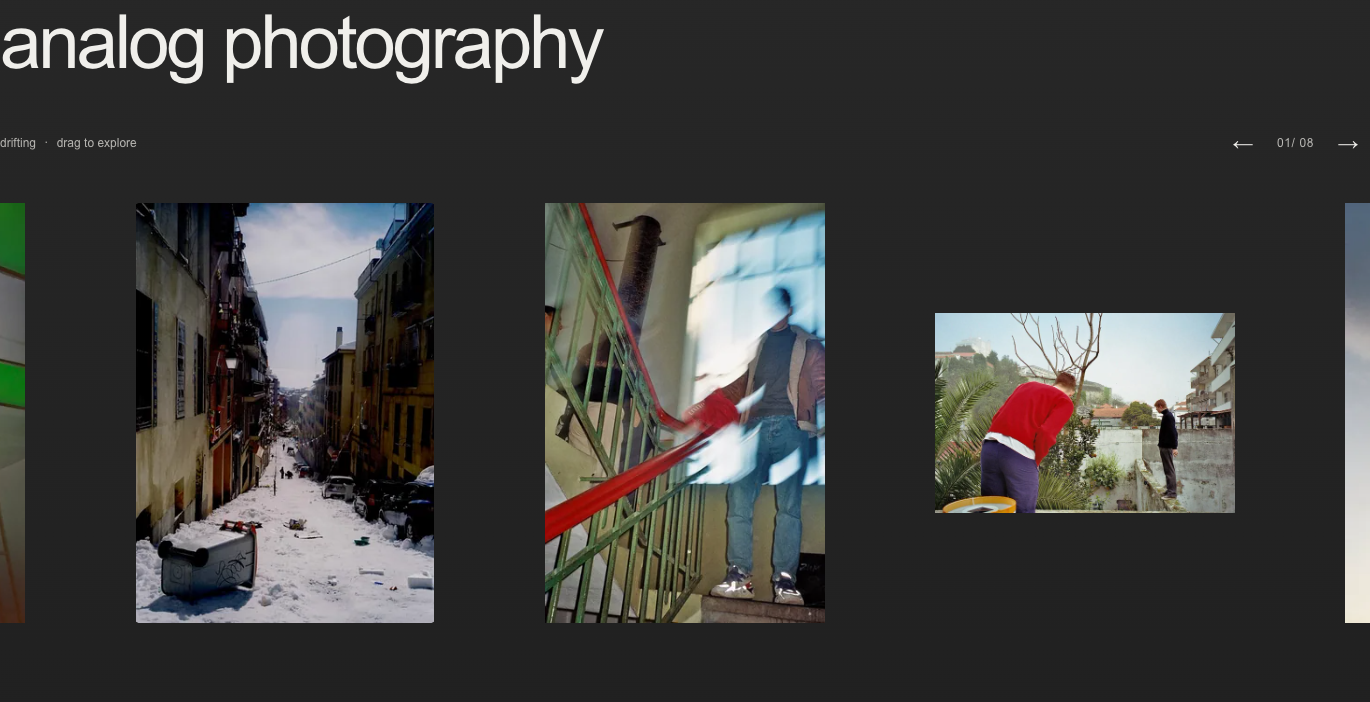 analog photography
drifting · drag to explore
← 01/ 08 →